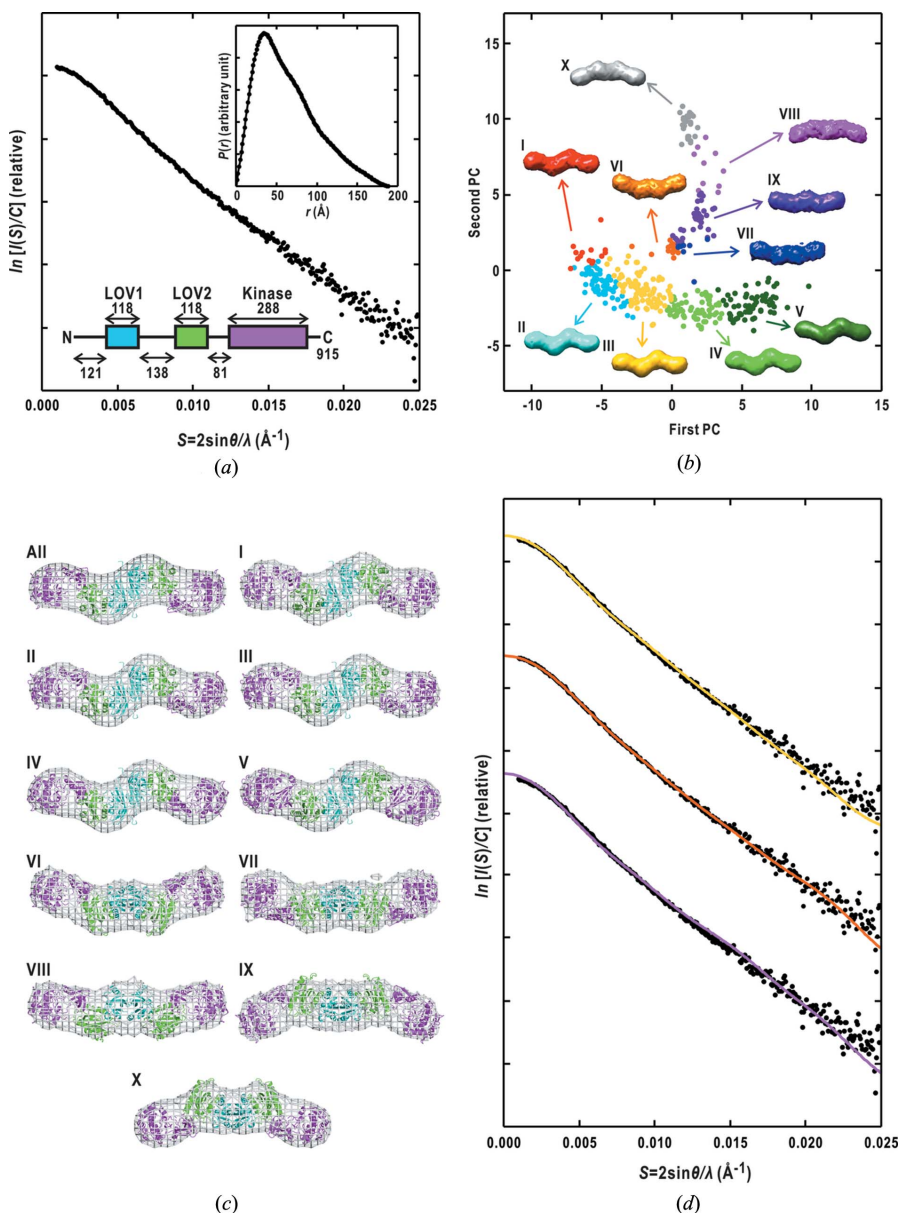 ln [I(S)/C] (relative)
P(r) (arbitrary unit)
0 50 100 150 200
r (Å)
LOV1
118
LOV2
118
Kinase
288
N
C
915
121
138
81
0.000 0.005 0.010 0.015 0.020 0.025
S=2sinθ/λ (Å-1)
(a)
Second PC
15
10
5
0
-5
X
VIII
I
VI
IX
VII
II
III
IV
V
-10 -5 0 5 10 15
First PC
(b)
All
I
II
III
IV
V
VI
VII
VIII
IX
X
(c)
ln [I(S)/C] (relative)
0.000 0.005 0.010 0.015 0.020 0.025
S=2sinθ/λ (Å-1)
(d)